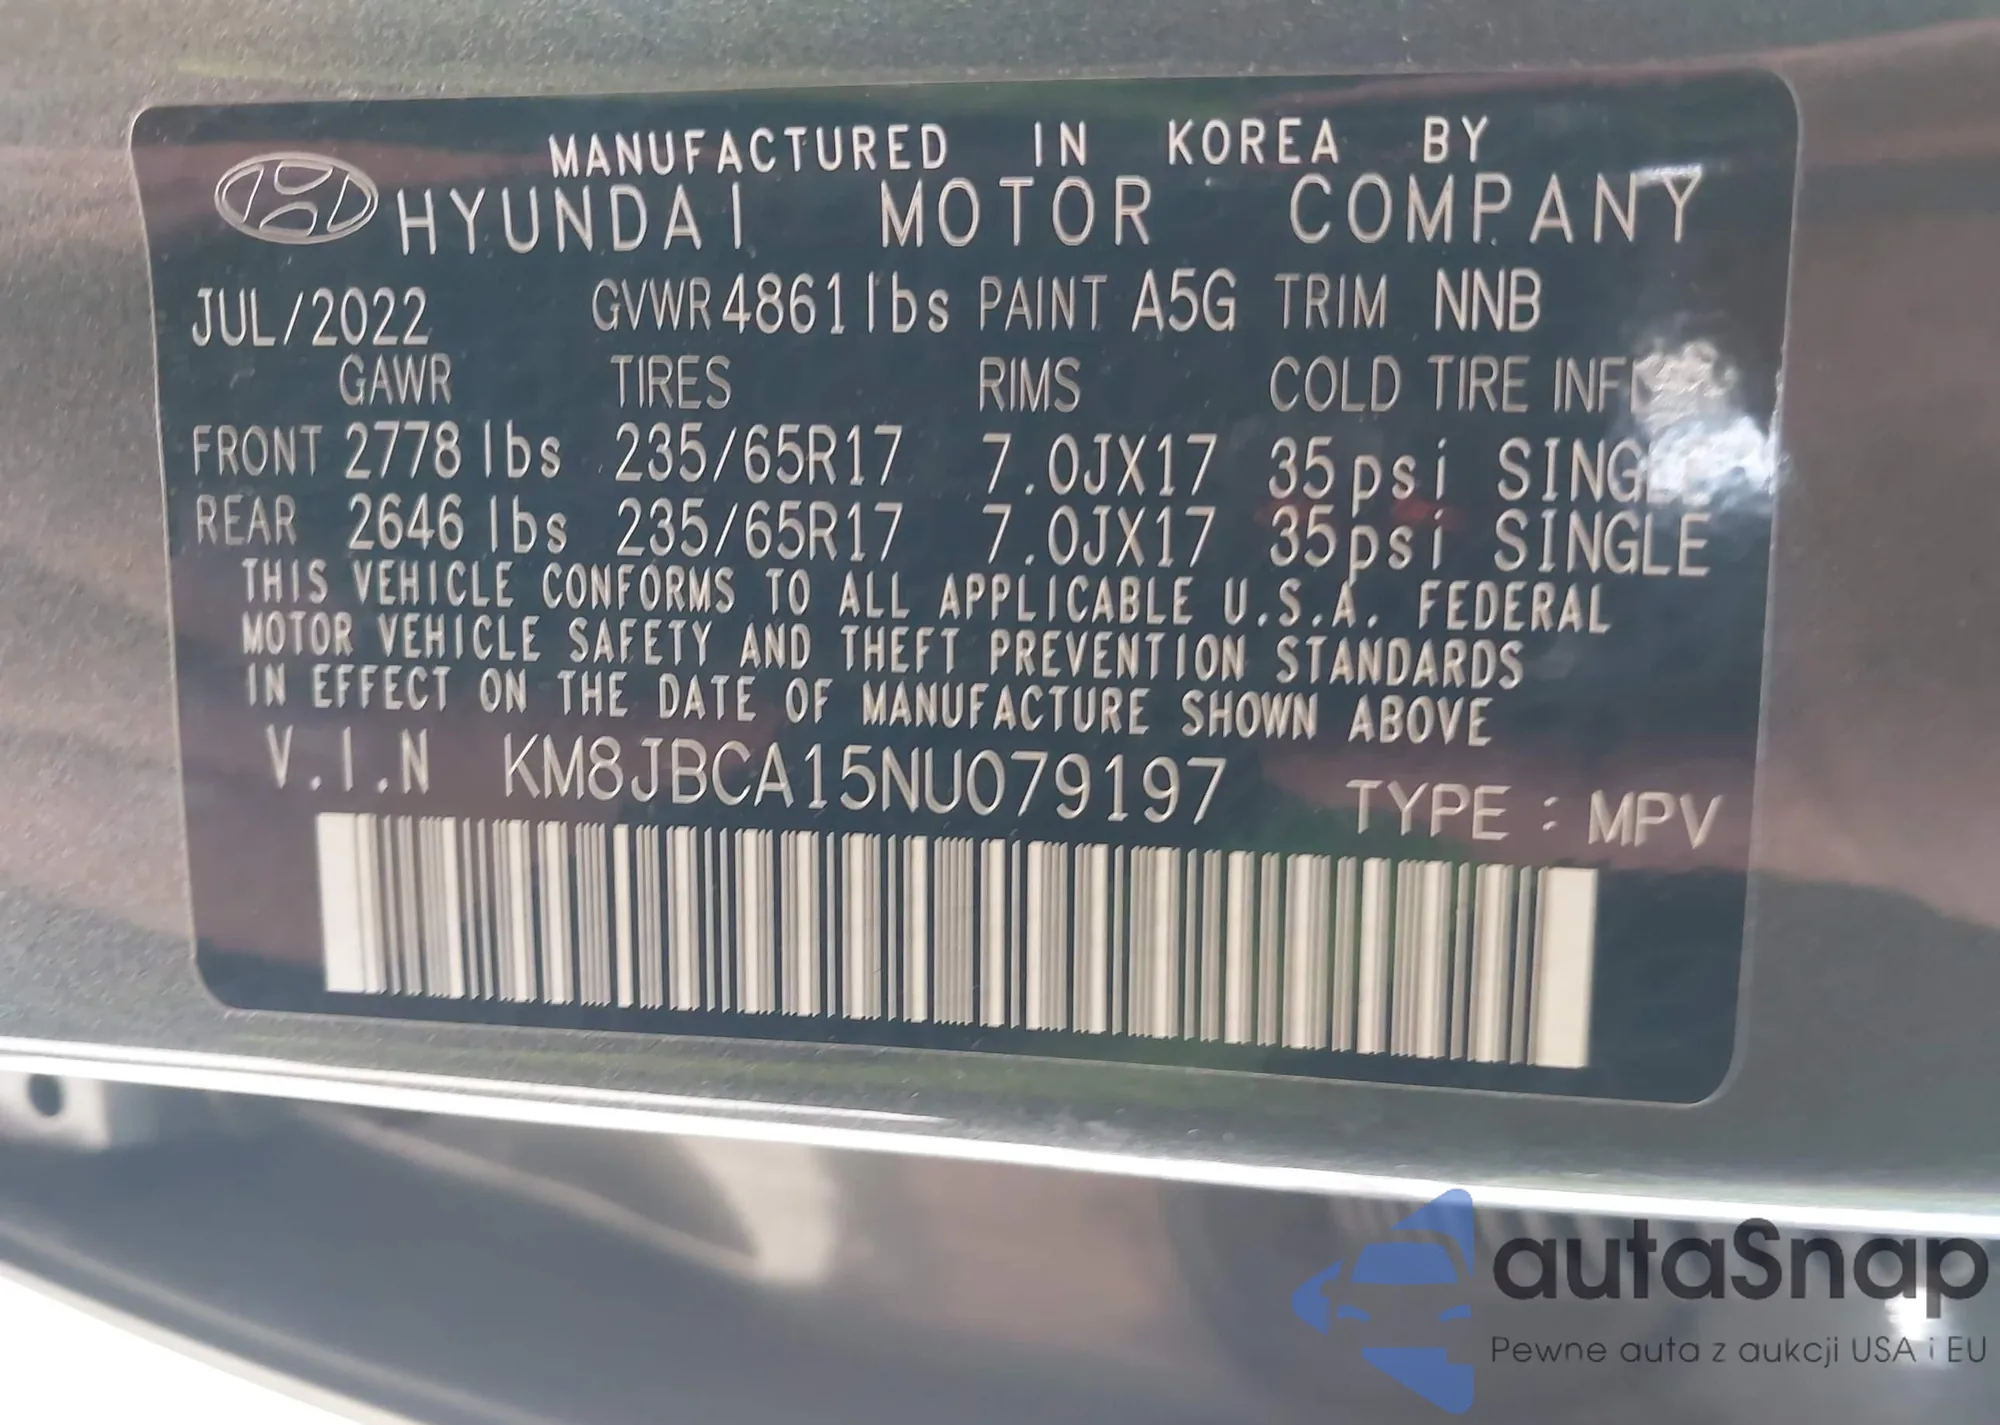 MANUFACTURED IN KOREA BY
HYUNDAI MOTOR COMPANY
JUL/2022 GVWR 4861 lbs PAINT A5G TRIM NNB
GAWR TIRES RIMS COLD TIRE
FRONT 2778 lbs 235/65R17 7.0JX17 35psi SINGLE
REAR 2646 lbs 235/65R17 7.0JX17 35psi SINGLE
THIS VEHICLE CONFORMS TO ALL APPLICABLE U.S.A. FEDERAL
MOTOR VEHICLE SAFETY AND THEFT PREVENTION STANDARDS
IN EFFECT ON THE DATE OF MANUFACTURE SHOWN ABOVE
V.I.N KM8JBCA15NU079197 TYPE : MPV
autaSnap
Pewne auta z aukcji USA i EU